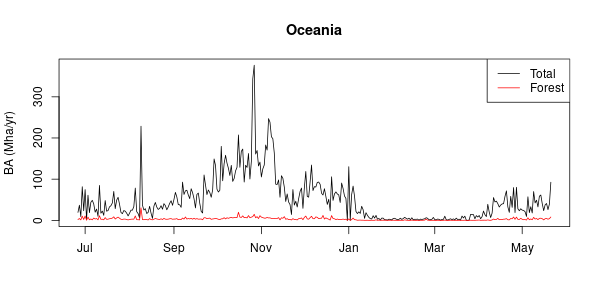 Oceania
Total
Forest
BA (Mha/yr)
300
200
100
0
Jul Sep Nov Jan Mar May